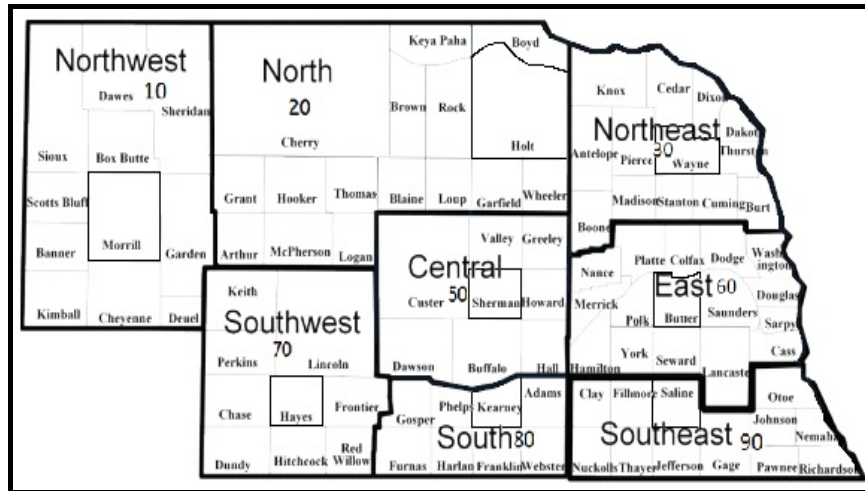 Keya Paha Boyd
Northwest
North
Dawes 10
20
Knox Cedar Dixon
Sheridan
Brown Rock
Northeast
30
Dakota
Cherry
Holt
Antelope Pierce Wayne Thurston
Sioux Box Butte
Scotts Bluff
Grant Hooker Thomas Blaine Loup Garfield Wheeler
Madison Stanton Cuming Burt
Boone
Morrill
Banner
Garden
Arthur McPherson Logan
Valley Greeley
Central
50
Custer Sherman Howard
Nance Platte Colfax Dodge Wash
ington
East 60
Douglas
Merrick
Polk Butler Saunders Sarpy
Keith
Southwest
70
Kimball Cheyenne Deuel
Perkins Lincoln
Dawson Buffalo Hall Hamilton
York Seward Lancaste Cass
Chase Hayes Frontier
Gosper Phelps Kearney Adams
Clay Fillmore Saline
Otoe
Johnson
Nemaha
South 80
Southeast 90
Dundy Hitchcock Red
Willow
Furnas Harlan Franklin Webster
Nuckolls Thayer Jefferson Gage Pawnee Richardson